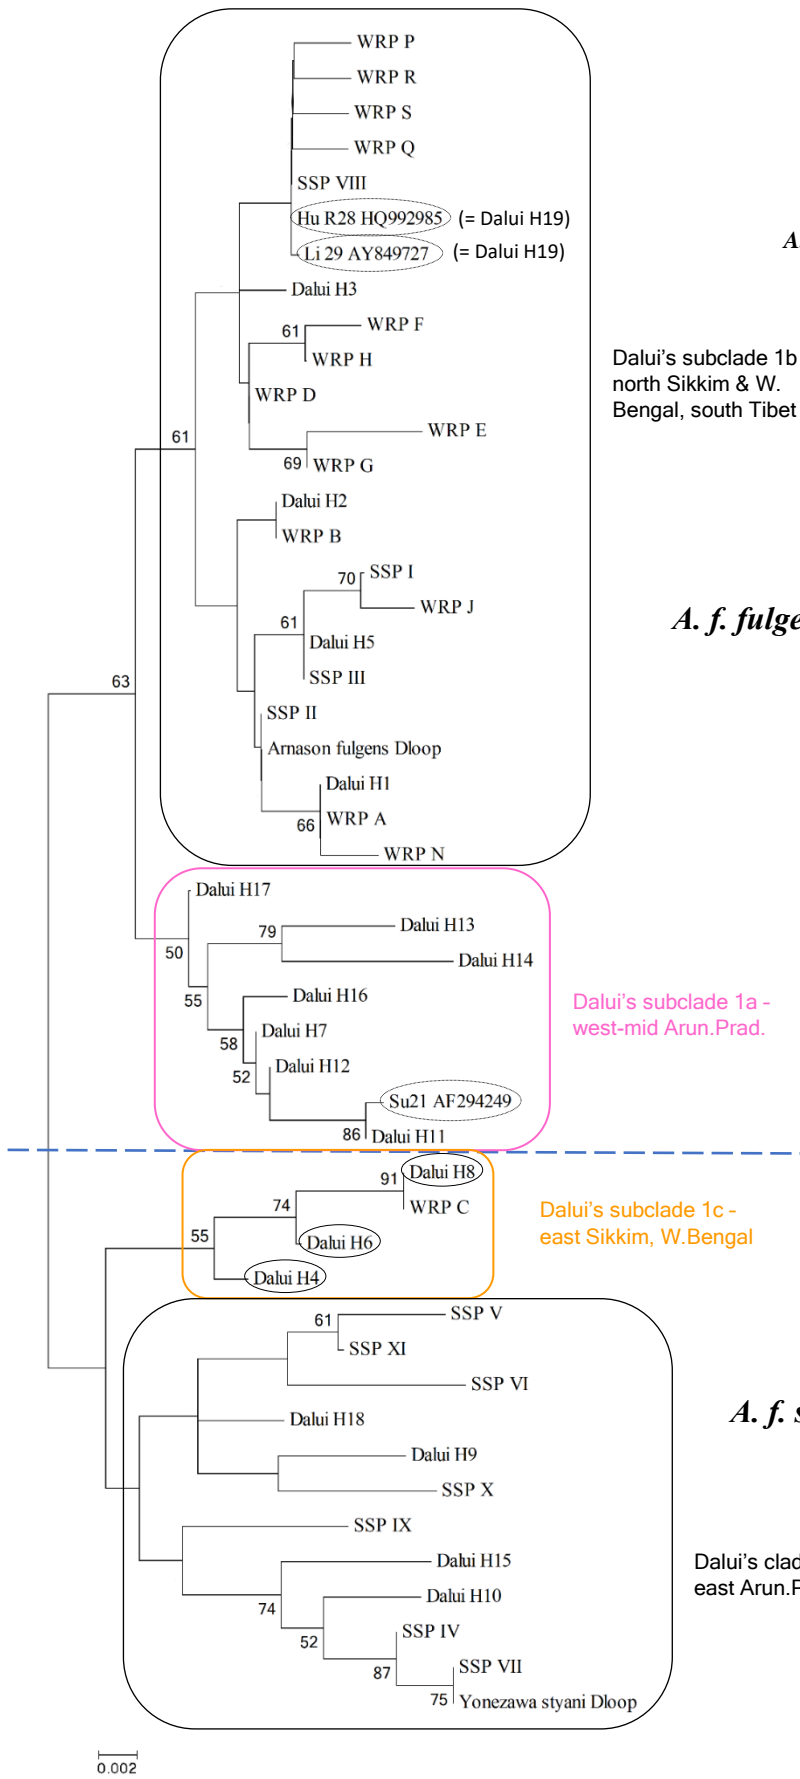 WRP P
WRP R
WRP S
WRP Q
SSP VIII
Hu R28 HQ992985 (= Dalui H19)
Li 29 AY849727 (= Dalui H19)
A.
Dalui H3
61 WRP F
WRP H
Dalui's subclade 1b
north Sikkim & W.
Bengal, south Tibet
WRP D
WRP E
61
69 WRP G
Dalui H2
WRP B
70 SSP I
WRP J
61
A. f. fulge
Dalui H5
SSP III
63
SSP II
Arnason fulgens Dloop
Dalui H1
66 WRP A
WRP N
Dalui H17
79 Dalui H13
50
Dalui H14
55
Dalui H16
Dalui's subclade 1a -
west-mid Arun.Prad.
Dalui H7
58
Dalui H12
52
Su21 AF294249
86 Dalui H11
91 Dalui H8
74 WRP C
Dalui's subclade 1c -
east Sikkim, W.Bengal
55 Dalui H6
Dalui H4
SSP V
61
SSP XI
SSP VI
Dalui H18
A. f. s
Dalui H9
SSP X
SSP IX
Dalui H15
Dalui's clad
east Arun.P
74 Dalui H10
52 SSP IV
87 SSP VII
75 Yonezawa styani Dloop
0.002